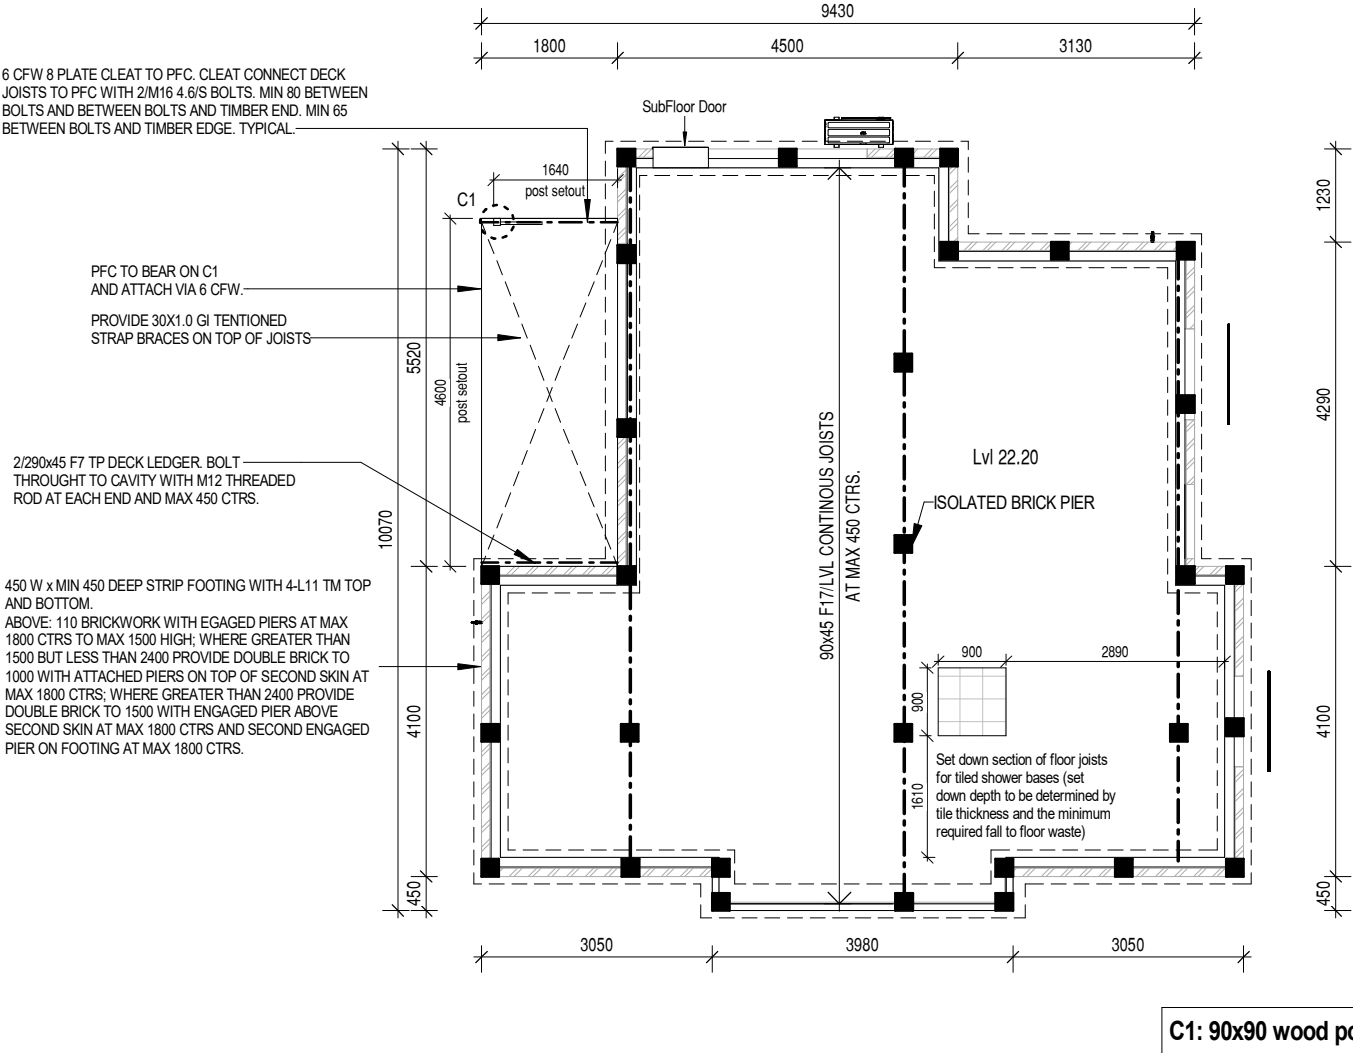 9430
1800
4500
3130
6 CFW 8 PLATE CLEAT TO PFC. CLEAT CONNECT DECK
JOISTS TO PFC WITH 2/M16 4.6/S BOLTS. MIN 80 BETWEEN
BOLTS AND BETWEEN BOLTS AND TIMBER END. MIN 65
BETWEEN BOLTS AND TIMBER EDGE. TYPICAL.
SubFloor Door
1640
post setout
C1
1230
PFC TO BEAR ON C1
AND ATTACH VIA 6 CFW.
PROVIDE 30X1.0 GI TENTIONED
STRAP BRACES ON TOP OF JOISTS
5520
4600
post setout
4290
90x45 F17/LVL CONTINOUS JOISTS
AT MAX 450 CTRS.
Lvl 22.20
ISOLATED BRICK PIER
2/290x45 F7 TP DECK LEDGER. BOLT
THROUGHT TO CAVITY WITH M12 THREADED
ROD AT EACH END AND MAX 450 CTRS.
10070
450 W x MIN 450 DEEP STRIP FOOTING WITH 4-L11 TM TOP
AND BOTTOM.
ABOVE: 110 BRICKWORK WITH EGAGED PIERS AT MAX
1800 CTRS TO MAX 1500 HIGH; WHERE GREATER THAN
1500 BUT LESS THAN 2400 PROVIDE DOUBLE BRICK TO
1000 WITH ATTACHED PIERS ON TOP OF SECOND SKIN AT
MAX 1800 CTRS; WHERE GREATER THAN 2400 PROVIDE
DOUBLE BRICK TO 1500 WITH ENGAGED PIER ABOVE
SECOND SKIN AT MAX 1800 CTRS AND SECOND ENGAGED
PIER ON FOOTING AT MAX 1800 CTRS.
4100
900
2890
900
1610
4100
Set down section of floor joists
for tiled shower bases (set
down depth to be determined by
tile thickness and the minimum
required fall to floor waste)
450
450
3050
3980
3050
C1: 90x90 wood po